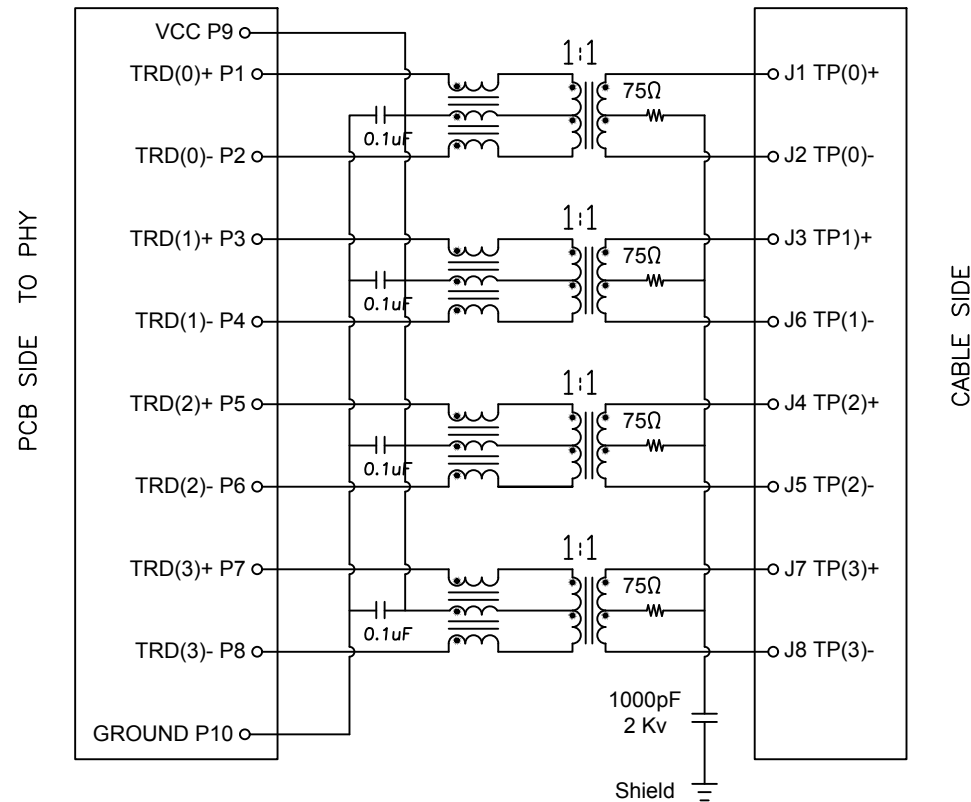 PCB SIDE TO PHY
VCC P9
TRD(0)+ P1
0.1uF
TRD(0)- P2
1:1
75Ω
J1 TP(0)+
J2 TP(0)-
TRD(1)+ P3
0.1uF
TRD(1)- P4
1:1
75Ω
J3 TP1)+
J6 TP(1)-
TRD(2)+ P5
0.1uF
TRD(2)- P6
1:1
75Ω
J4 TP(2)+
J5 TP(2)-
TRD(3)+ P7
0.1uF
TRD(3)- P8
1:1
75Ω
J7 TP(3)+
J8 TP(3)-
GROUND P10
1000pF
2 Kv
Shield
CABLE SIDE